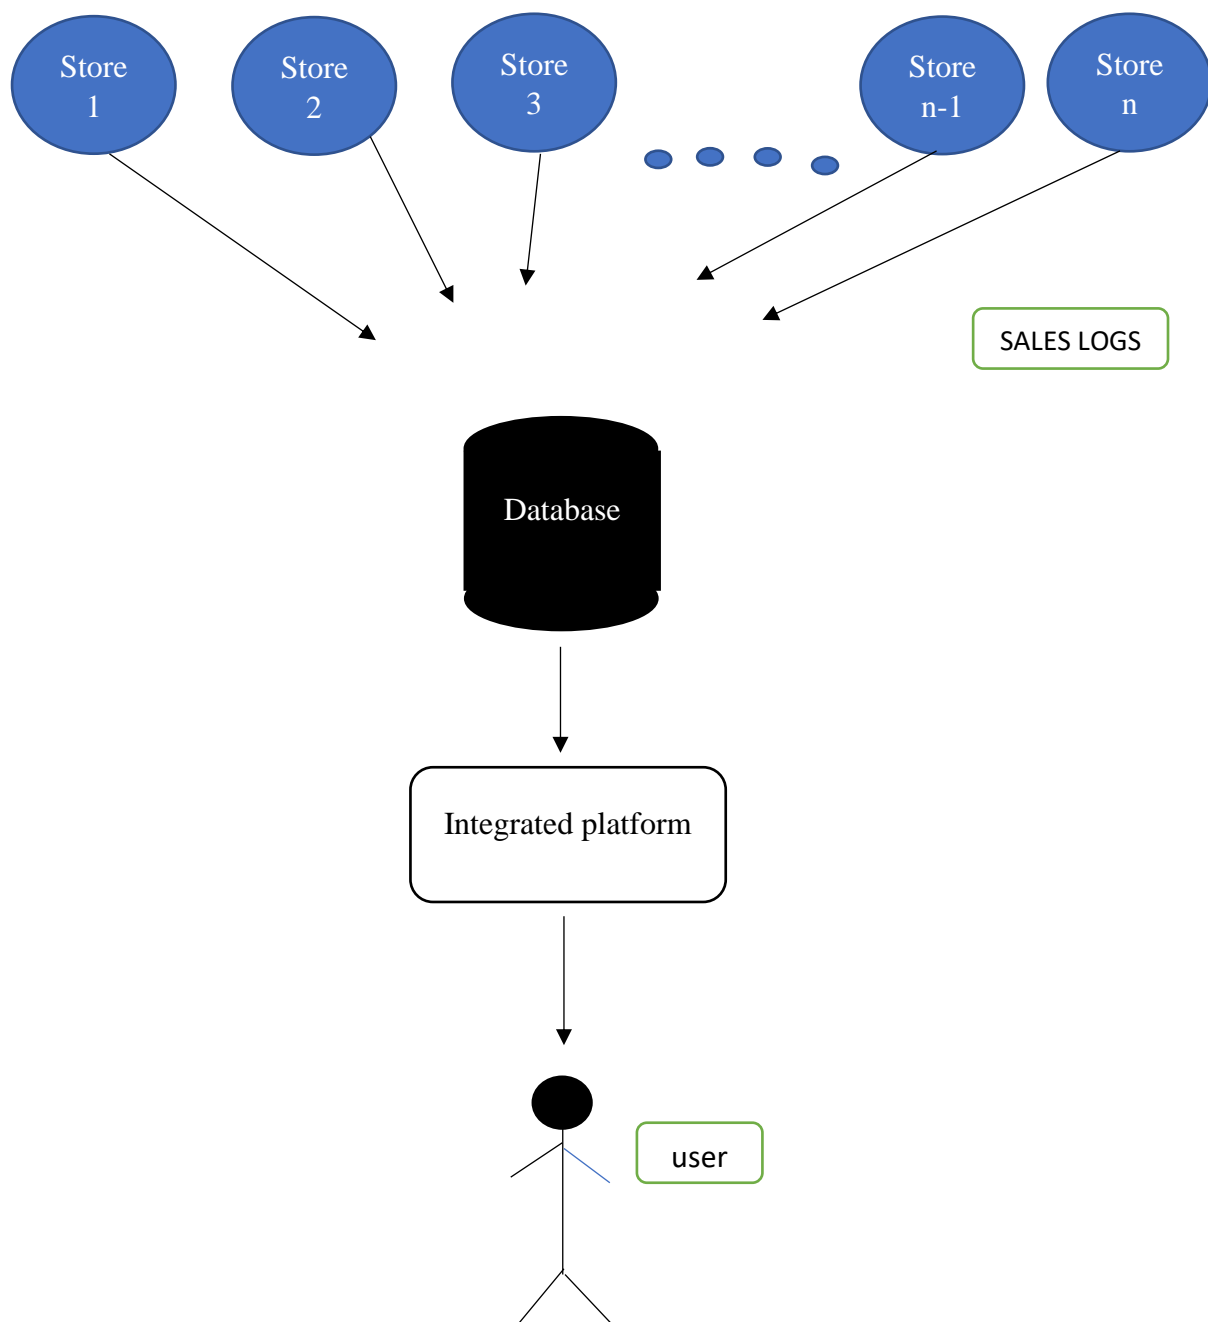 Store
1
Store
2
Store
3
Store
n-1
Store
n
SALES LOGS
Database
Integrated platform
user